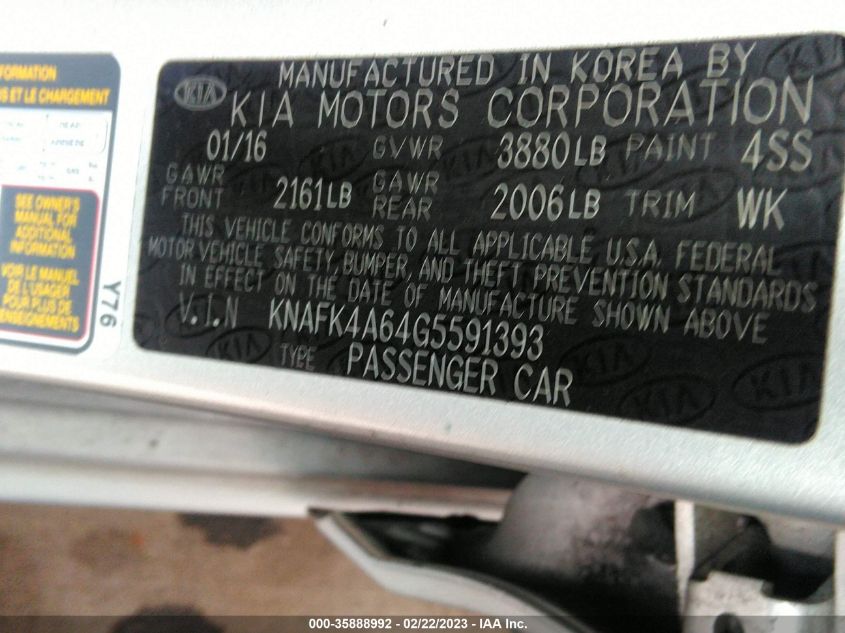 FORMATION
US ET LE CHARGEMENT
SEE OWNER'S
MANUAL FOR
ADDITIONAL
INFORMATION
VOIR LE MANUEL
DE L'USAGER
POUR PLUS DE
RENSEIGNEMENTS
Y76
KIA
MANUFACTURED IN KOREA BY
KIA MOTORS CORPORATION
01/16 GVWR 3880LB PAINT 4SS
GAWR FRONT 2161LB GAWR REAR 2006LB TRIM WK
THIS VEHICLE CONFORMS TO ALL APPLICABLE U.S.A. FEDERAL
MOTOR VEHICLE SAFETY, BUMPER, AND THEFT PREVENTION STANDARDS
IN EFFECT ON THE DATE OF MANUFACTURE SHOWN ABOVE
V.I.N KNAFK4A64G5591393
TYPE PASSENGER CAR
KIA
KIA
000-35888992 - 02/22/2023 - IAA Inc.